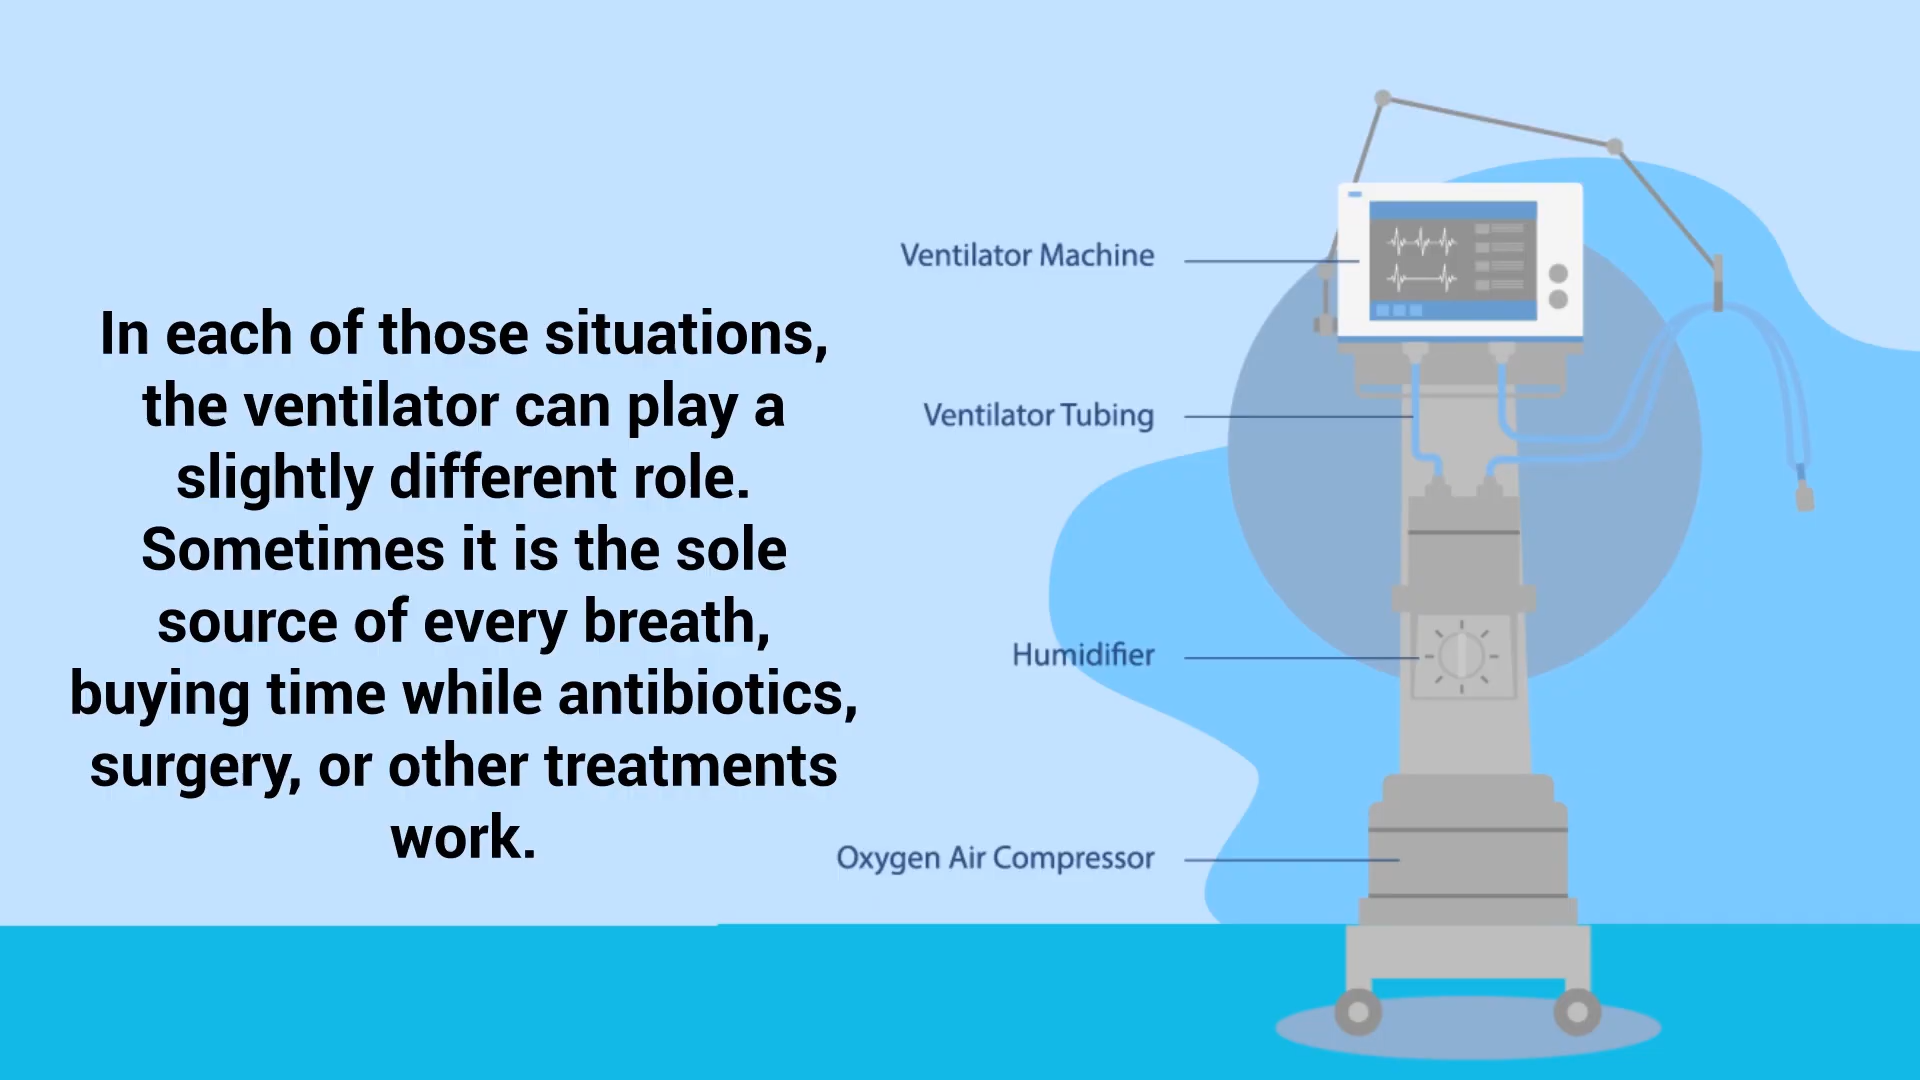 In each of those situations,
the ventilator can play a
slightly different role.
Sometimes it is the sole
source of every breath,
buying time while antibiotics,
surgery, or other treatments
work.
Ventilator Machine
Ventilator Tubing
Humidifier
Oxygen Air Compressor